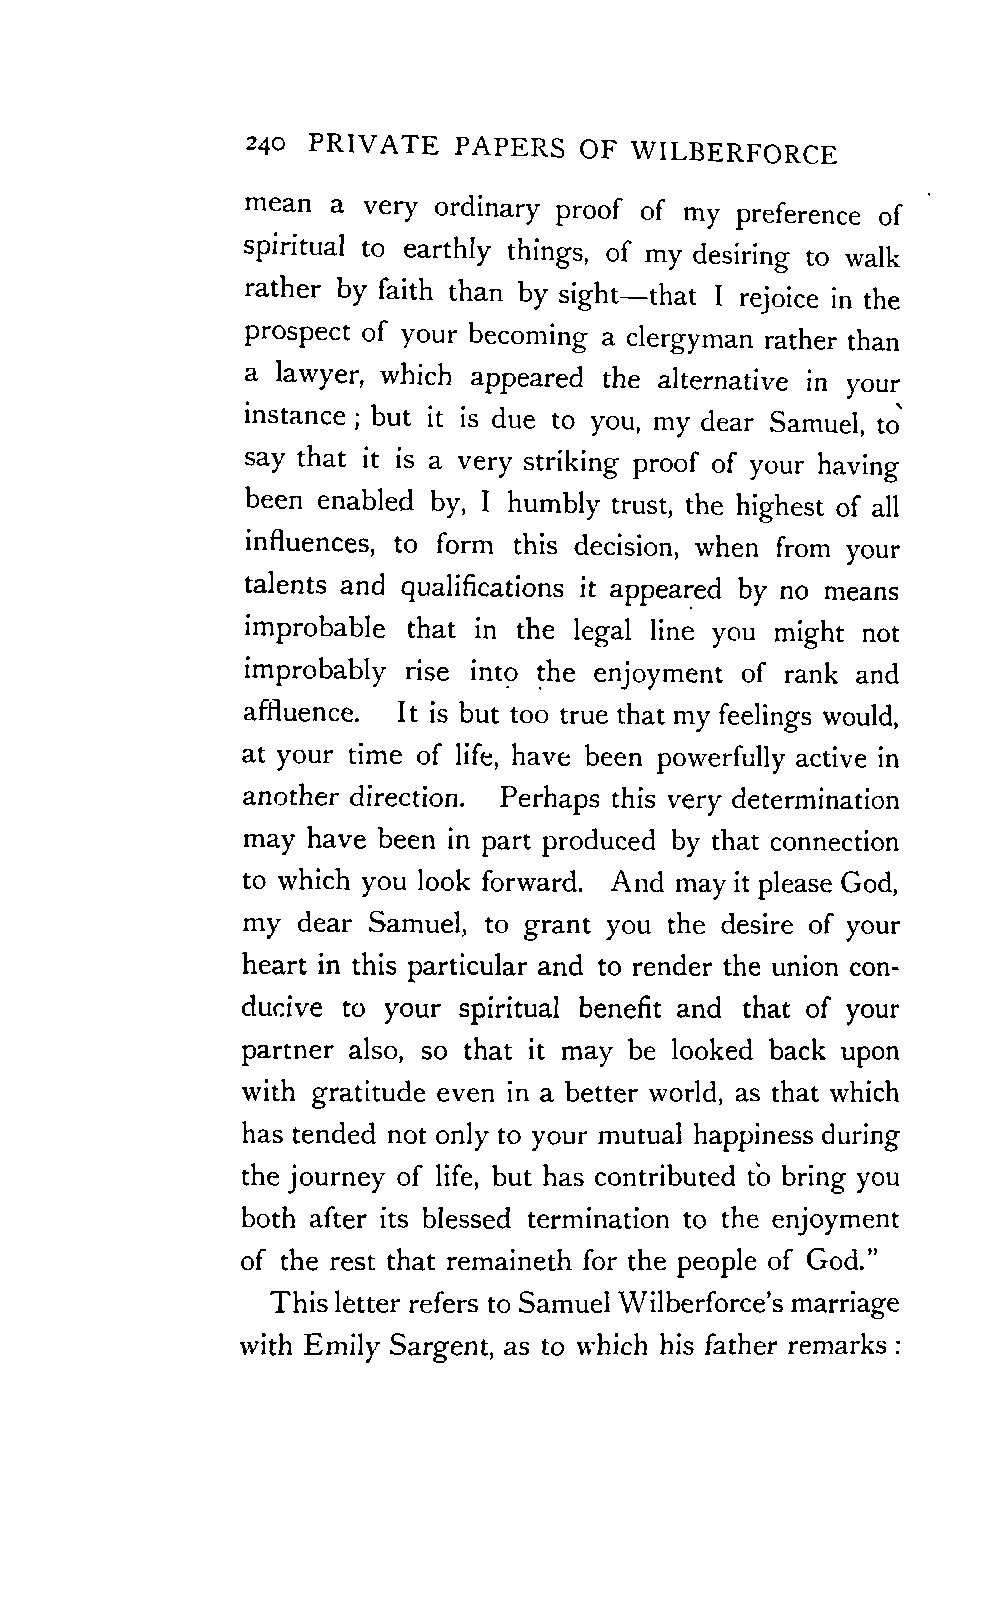 240 PRIVATE PAPERS OF WILBERFORCE
mean a very ordinary proof of my preference of
spiritual to earthly things, of my desiring to walk
rather by faith than by sight—that I rejoice in the
prospect of your becoming a clergyman rather than
a lawyer, which appeared the alternative in your
instance ; but it is due to you, my dear Samuel, to
say that it is a very striking proof of your having
been enabled by, I humbly trust, the highest of all
influences, to form this decision, when from your
talents and qualifications it appeared by no means
improbable that in the legal line you might not
improbably rise into the enjoyment of rank and
affluence. It is but too true that my feelings would,
at your time of life, have been powerfully active in
another direction. Perhaps this very determination
may have been in part produced by that connection
to which you look forward. And may it please God,
my dear Samuel, to grant you the desire of your
heart in this particular and to render the union con-
ducive to your spiritual benefit and that of your
partner also, so that it may be looked back upon
with gratitude even in a better world, as that which
has tended not only to your mutual happiness during
the journey of life, but has contributed to bring you
both after its blessed termination to the enjoyment
of the rest that remaineth for the people of God."
This letter refers to Samuel Wilberforce's marriage
with Emily Sargent, as to which his father remarks :